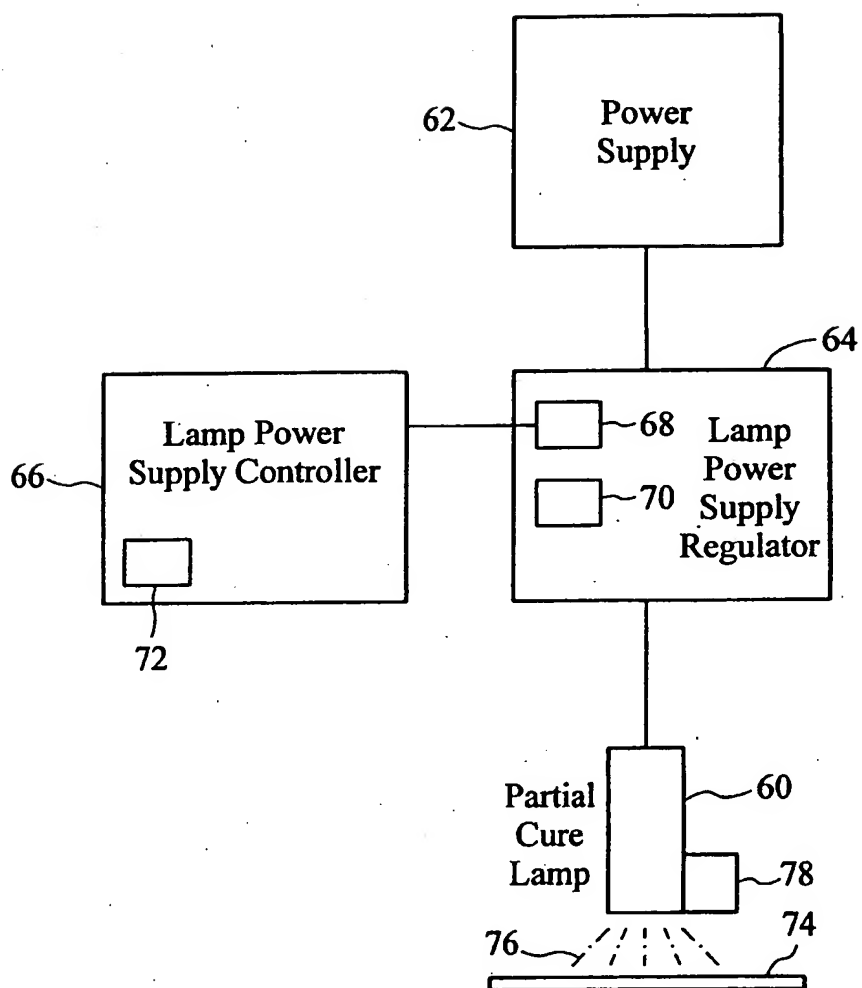 62
Power
Supply
64
66
Lamp Power
Supply Controller
72
68
70
Lamp
Power
Supply
Regulator
Partial
Cure
Lamp
60
78
76
74